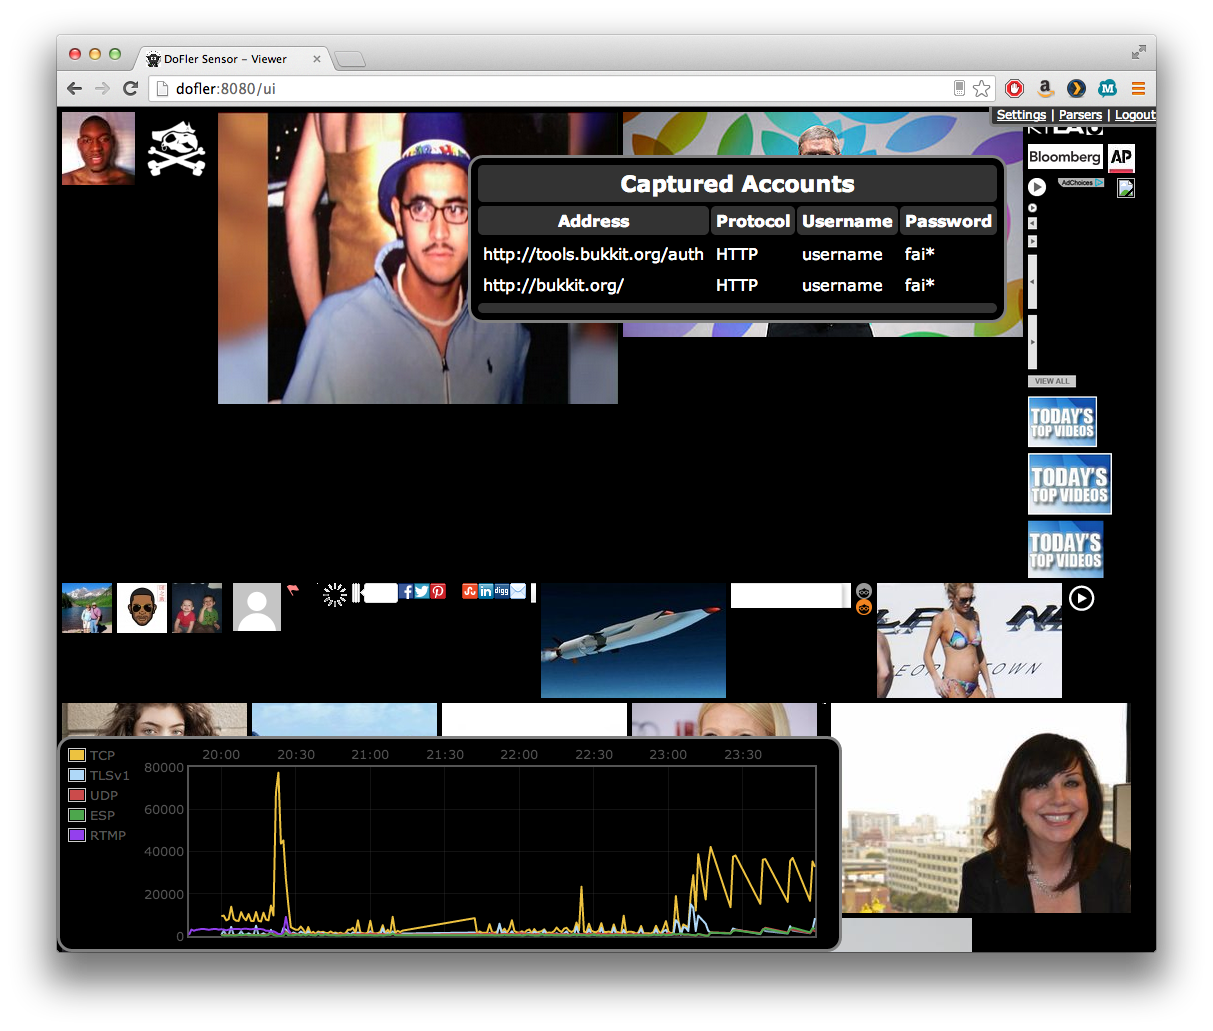 DoFler Sensor – Viewer
dofler:8080/ui
Settings | Parsers | Logout
Bloomberg
AP
AdChoices
Captured Accounts
Address Protocol Username Password
http://tools.bukkit.org/auth HTTP username fai*
http://bukkit.org/ HTTP username fai*
VIEW ALL
TODAY'S
TOP VIDEOS
TODAY'S
TOP VIDEOS
TODAY'S
TOP VIDEOS
digg
TCP
TLSv1
UDP
ESP
RTMP
20:00 20:30 21:00 21:30 22:00 22:30 23:00 23:30
80000
60000
40000
20000
0